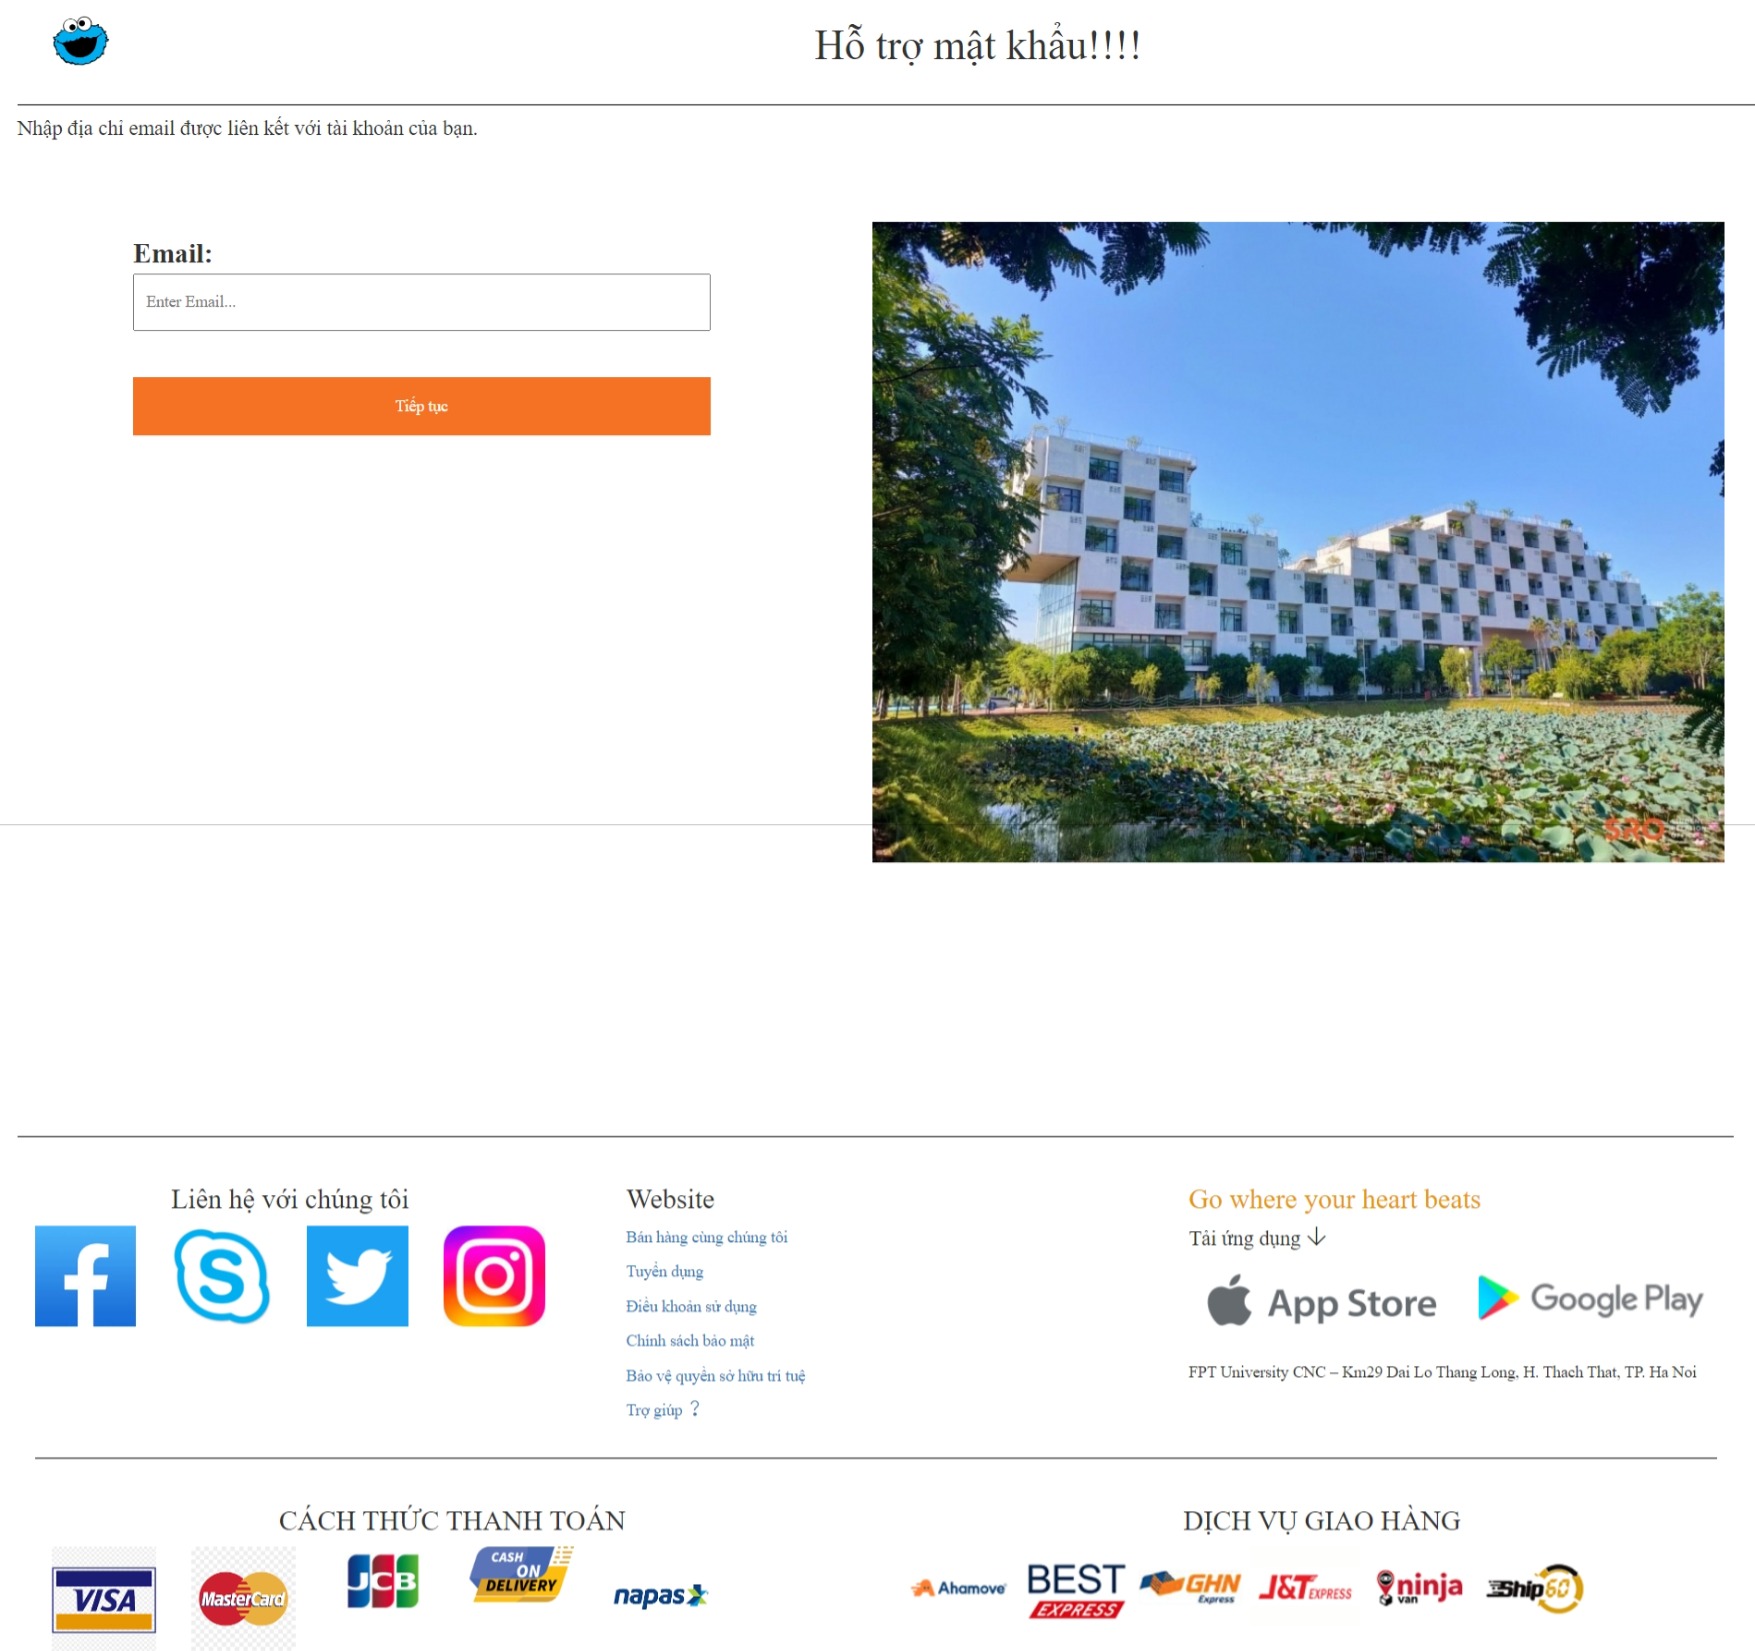 Hỗ trợ mật khẩu!!!!
Nhập địa chỉ email được liên kết với tài khoản của bạn.
Email:
Enter Email...
Tiếp tục
SRO
Liên hệ với chúng tôi
Website
Bán hàng cùng chúng tôi
Tuyển dụng
Điều khoản sử dụng
Chính sách bảo mật
Bảo vệ quyền sở hữu trí tuệ
Trợ giúp ?
Go where your heart beats
Tải ứng dụng ↓
App Store
Google Play
FPT University CNC – Km29 Dai Lo Thang Long, H. Thach That, TP. Ha Noi
CÁCH THỨC THANH TOÁN
VISA
MasterCard
JCB
CASH
ON
DELIVERY
napas
DỊCH VỤ GIAO HÀNG
Ahamove
BEST
EXPRESS
GHN
Express
J&T EXPRESS
ninja
van
Ship60